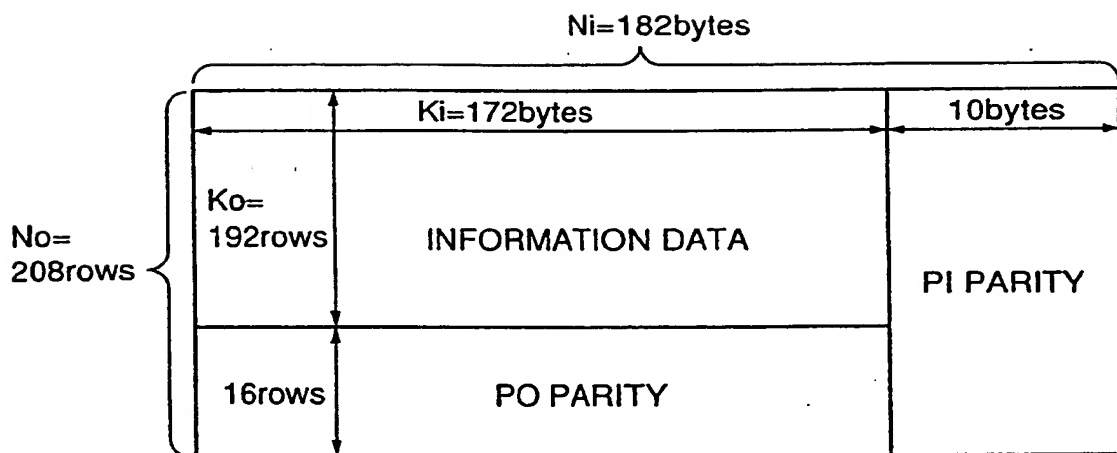 Ni=182bytes
Ki=172bytes
10bytes
Ko=
192rows
No=
208rows
INFORMATION DATA
PI PARITY
16rows
PO PARITY